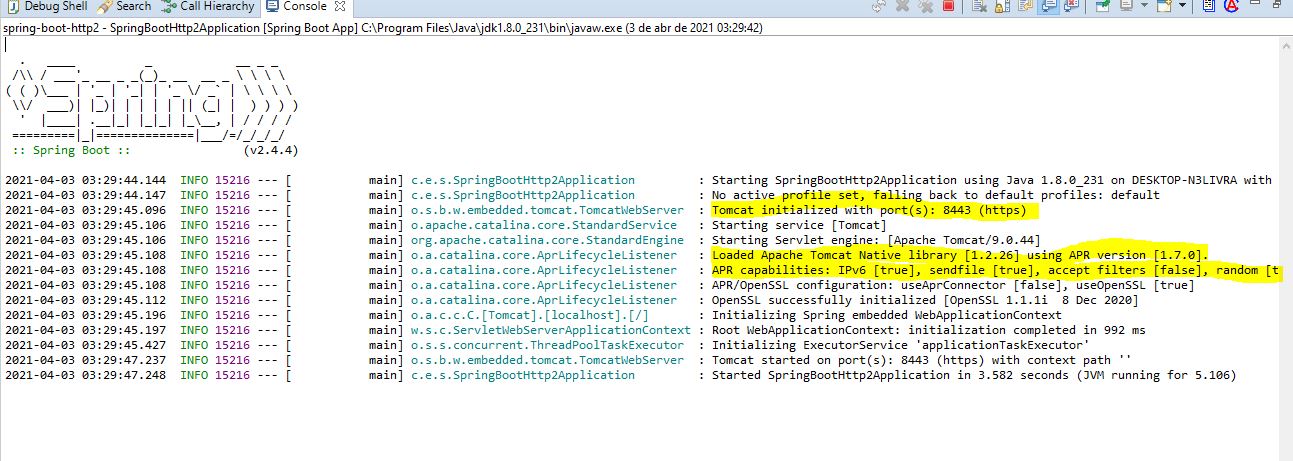 Debug Shell Search Call Hierarchy Console
spring-boot-http2 - SpringBootHttp2Application [Spring Boot App] C:\Program Files\Java\jdk1.8.0_231\bin\javaw.exe (3 de abr de 2021 03:29:42)
  .   ____          _            __ _ _
 /\\ / ___'_ __ _ _(_)_ __  __ _ \ \ \ \
( ( )\___ | '_ | '_| | '_ \/ _` | \ \ \ \
 \\/  ___)| |_)| | | | | || (_| |  ) ) ) )
  '  |____| .__|_| |_|_| |_\__, | / / / /
 =========|_|==============|___/=/_/_/_/
 :: Spring Boot ::                (v2.4.4)
2021-04-03 03:29:44.144  INFO 15216 --- [           main] c.e.s.SpringBootHttp2Application         : Starting SpringBootHttp2Application using Java 1.8.0_231 on DESKTOP-N3LIVRA with
2021-04-03 03:29:44.147  INFO 15216 --- [           main] c.e.s.SpringBootHttp2Application         : No active profile set, falling back to default profiles: default
2021-04-03 03:29:45.096  INFO 15216 --- [           main] o.s.b.w.embedded.tomcat.TomcatWebServer  : Tomcat initialized with port(s): 8443 (https)
2021-04-03 03:29:45.106  INFO 15216 --- [           main] o.apache.catalina.core.StandardService   : Starting service [Tomcat]
2021-04-03 03:29:45.106  INFO 15216 --- [           main] org.apache.catalina.core.StandardEngine  : Starting Servlet engine: [Apache Tomcat/9.0.44]
2021-04-03 03:29:45.108  INFO 15216 --- [           main] o.a.catalina.core.AprLifecycleListener   : Loaded Apache Tomcat Native library [1.2.26] using APR version [1.7.0].
2021-04-03 03:29:45.108  INFO 15216 --- [           main] o.a.catalina.core.AprLifecycleListener   : APR capabilities: IPv6 [true], sendfile [true], accept filters [false], random [t
2021-04-03 03:29:45.108  INFO 15216 --- [           main] o.a.catalina.core.AprLifecycleListener   : APR/OpenSSL configuration: useAprConnector [false], useOpenSSL [true]
2021-04-03 03:29:45.112  INFO 15216 --- [           main] o.a.catalina.core.AprLifecycleListener   : OpenSSL successfully initialized [OpenSSL 1.1.1i  8 Dec 2020]
2021-04-03 03:29:45.196  INFO 15216 --- [           main] o.a.c.c.C.[Tomcat].[localhost].[/]       : Initializing Spring embedded WebApplicationContext
2021-04-03 03:29:45.197  INFO 15216 --- [           main] w.s.c.ServletWebServerApplicationContext : Root WebApplicationContext: initialization completed in 992 ms
2021-04-03 03:29:45.427  INFO 15216 --- [           main] o.s.s.concurrent.ThreadPoolTaskExecutor  : Initializing ExecutorService 'applicationTaskExecutor'
2021-04-03 03:29:47.237  INFO 15216 --- [           main] o.s.b.w.embedded.tomcat.TomcatWebServer  : Tomcat started on port(s): 8443 (https) with context path ''
2021-04-03 03:29:47.248  INFO 15216 --- [           main] c.e.s.SpringBootHttp2Application         : Started SpringBootHttp2Application in 3.582 seconds (JVM running for 5.106)